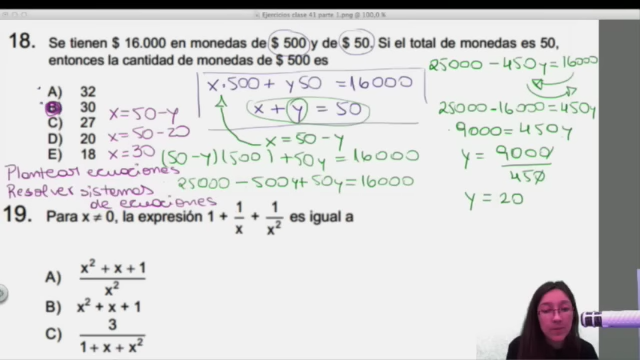 Ejercicios clase 41 parte 1.png @ 100,0 %
18. Se tienen $ 16.000 en monedas de $ 500 y de $ 50. Si el total de monedas es 50,
entonces la cantidad de monedas de $ 500 es
A) 32
B) 30
C) 27
D) 20
E) 18
x·500 + y50 = 16000
x + y = 50
x = 50 - y
(50 - y)(500) + 50y = 16000
25000 - 500y + 50y = 16000
x = 50 - y
x = 50 - 20
x = 30
Plantear ecuaciones
Resolver sistemas
de ecuaciones
25000 - 450y = 16000
25000 - 16000 = 450y
9000 = 450y
y = 9000/450
y = 20
19. Para x ≠ 0, la expresión 1 + 1/x + 1/x² es igual a
A) x² + x + 1 / x²
B) x² + x + 1
C) 3 / 1 + x + x²